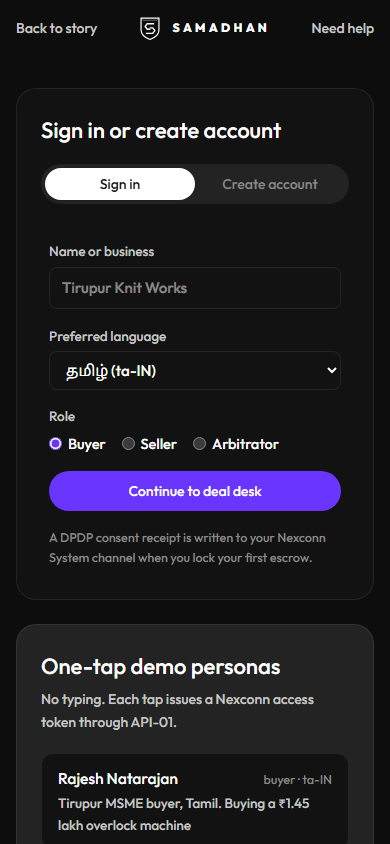 Back to story
SAMADHAN
Need help
Sign in or create account
Sign in
Create account
Name or business
Tirupur Knit Works
Preferred language
தமிழ் (ta-IN)
Role
Buyer
Seller
Arbitrator
Continue to deal desk
A DPDP consent receipt is written to your Nexconn
System channel when you lock your first escrow.
One-tap demo personas
No typing. Each tap issues a Nexconn access
token through API-01.
Rajesh Natarajan
buyer · ta-IN
Tirupur MSME buyer, Tamil. Buying a ₹1.45
lakh overlock machine